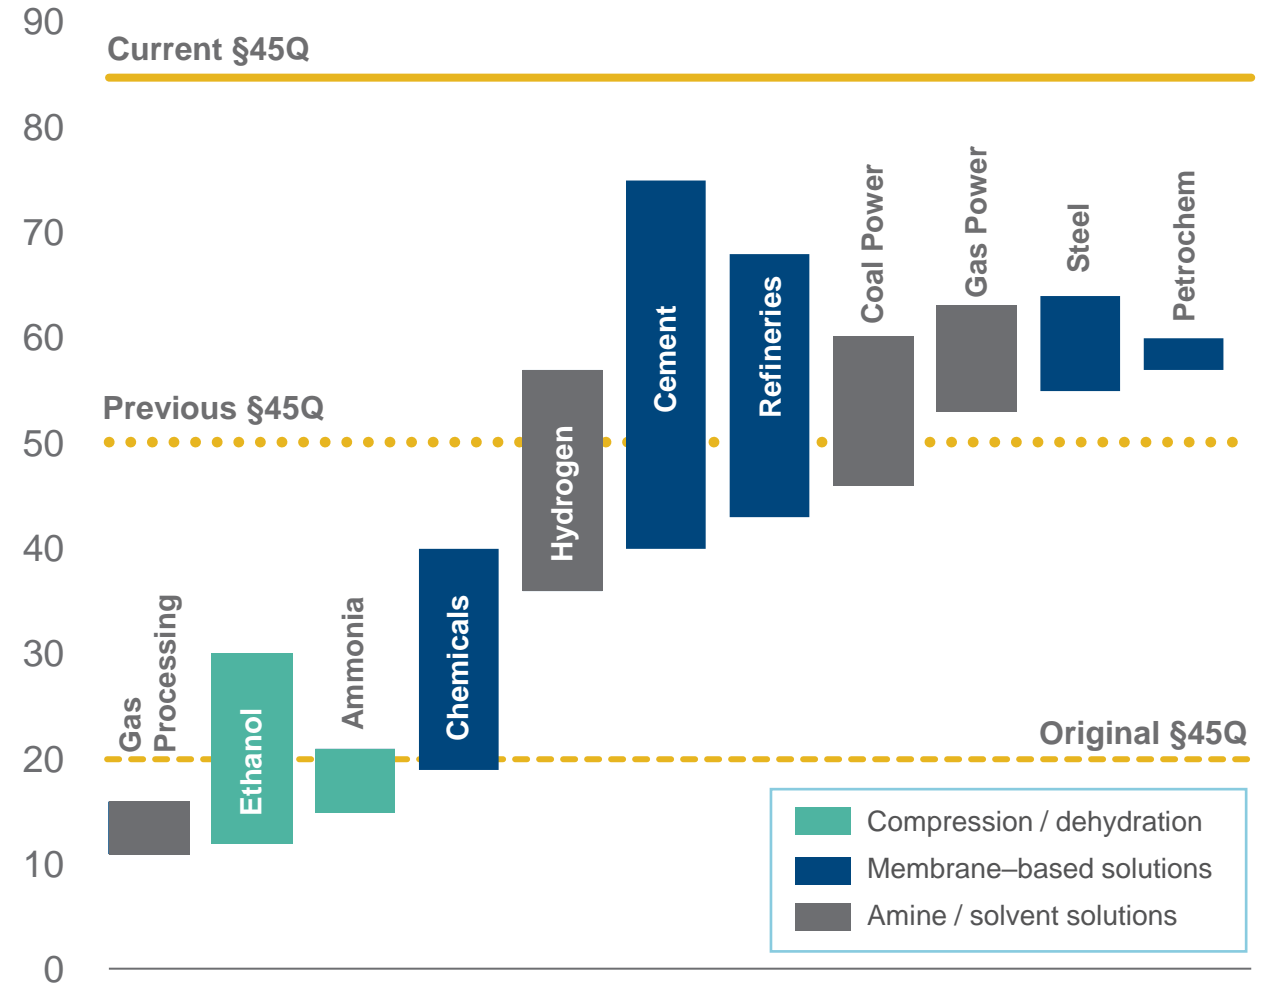 90
80
70
60
50
40
30
20
10
0
Current §45Q
Previous §45Q
Original §45Q
Gas
Processing
Ethanol
Ammonia
Chemicals
Hydrogen
Cement
Refineries
Coal Power
Gas Power
Steel
Petrochem
Compression / dehydration
Membrane–based solutions
Amine / solvent solutions